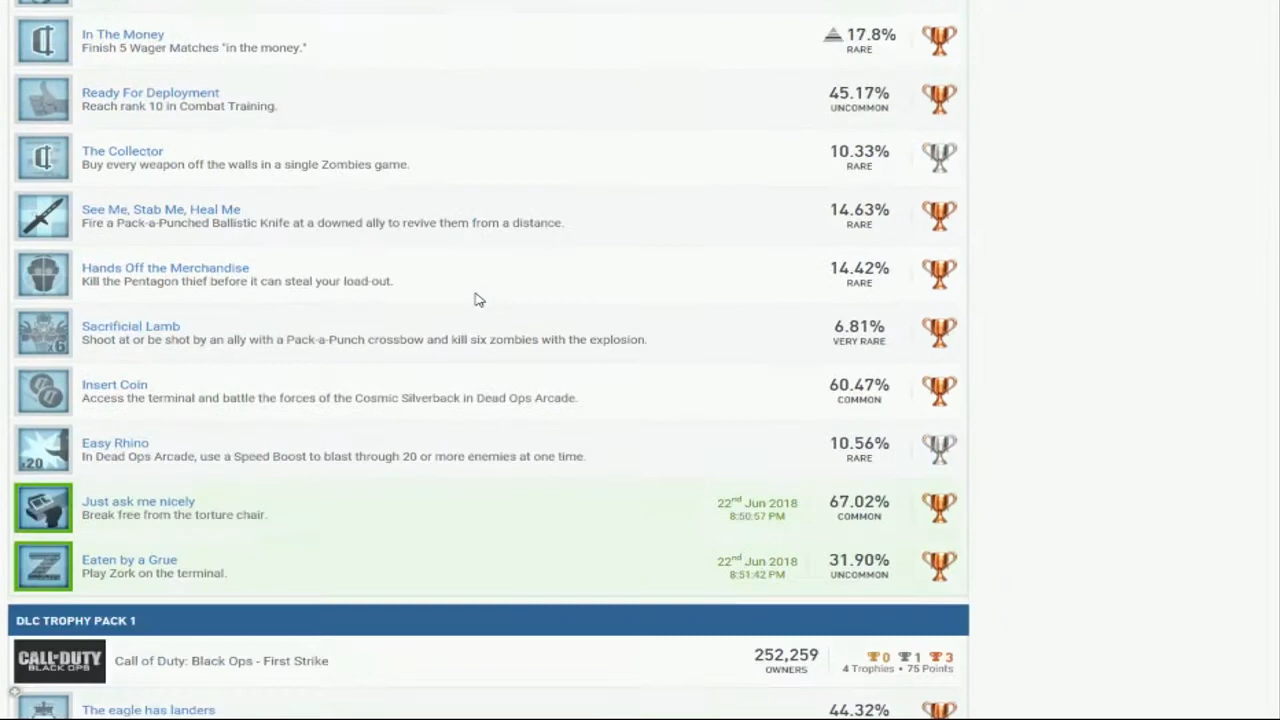 In The Money
Finish 5 Wager Matches "in the money."
17.8%
RARE
Ready For Deployment
Reach rank 10 in Combat Training.
45.17%
UNCOMMON
The Collector
Buy every weapon off the walls in a single Zombies game.
10.33%
RARE
See Me, Stab Me, Heal Me
Fire a Pack-a-Punched Ballistic Knife at a downed ally to revive them from a distance.
14.63%
RARE
Hands Off the Merchandise
Kill the Pentagon thief before it can steal your load-out.
14.42%
RARE
Sacrificial Lamb
Shoot at or be shot by an ally with a Pack-a-Punch crossbow and kill six zombies with the explosion.
x6
6.81%
VERY RARE
Insert Coin
Access the terminal and battle the forces of the Cosmic Silverback in Dead Ops Arcade.
60.47%
COMMON
Easy Rhino
In Dead Ops Arcade, use a Speed Boost to blast through 20 or more enemies at one time.
x20
10.56%
RARE
Just ask me nicely
Break free from the torture chair.
22nd Jun 2018
8:50:57 PM
67.02%
COMMON
Eaten by a Grue
Play Zork on the terminal.
Z
22nd Jun 2018
8:51:42 PM
31.90%
UNCOMMON
DLC TROPHY PACK 1
CALL OF DUTY
BLACK OPS
Call of Duty: Black Ops - First Strike
252,259
OWNERS
0 1 3
4 Trophies • 75 Points
The eagle has landers
44.32%